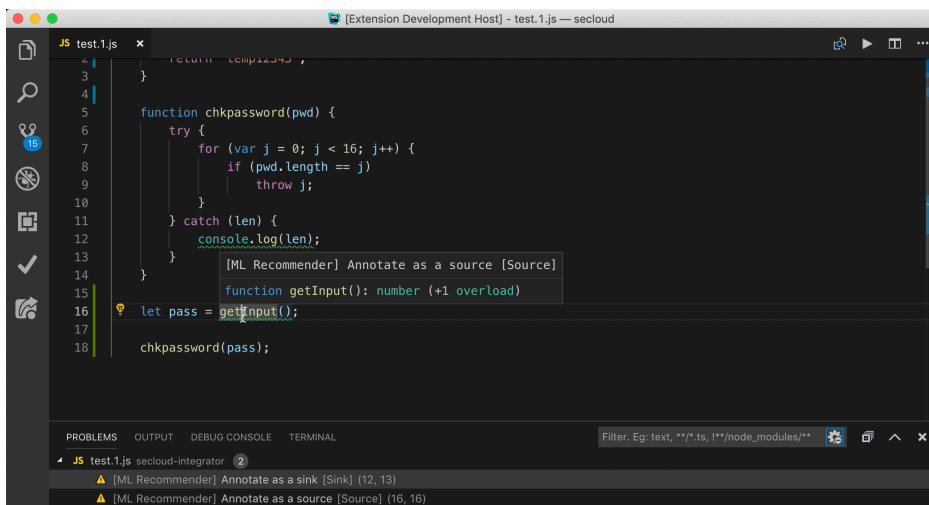 [Extension Development Host] - test.1.js — secloud
JS test.1.js ×
2 return "temp12345";
3 }
4
5 function chkpassword(pwd) {
6 try {
7 for (var j = 0; j < 16; j++) {
8 if (pwd.length == j)
9 throw j;
10 }
11 } catch (len) {
12 console.log(len);
13 }
[ML Recommender] Annotate as a source [Source]
14 }
function getInput(): number (+1 overload)
15
16 let pass = getInput();
17
18 chkpassword(pass);
15
PROBLEMS OUTPUT DEBUG CONSOLE TERMINAL Filter. Eg: text, **/*.ts, !**/node_modules/**
JS test.1.js secloud-integrator 2
[ML Recommender] Annotate as a sink [Sink] (12, 13)
[ML Recommender] Annotate as a source [Source] (16, 16)